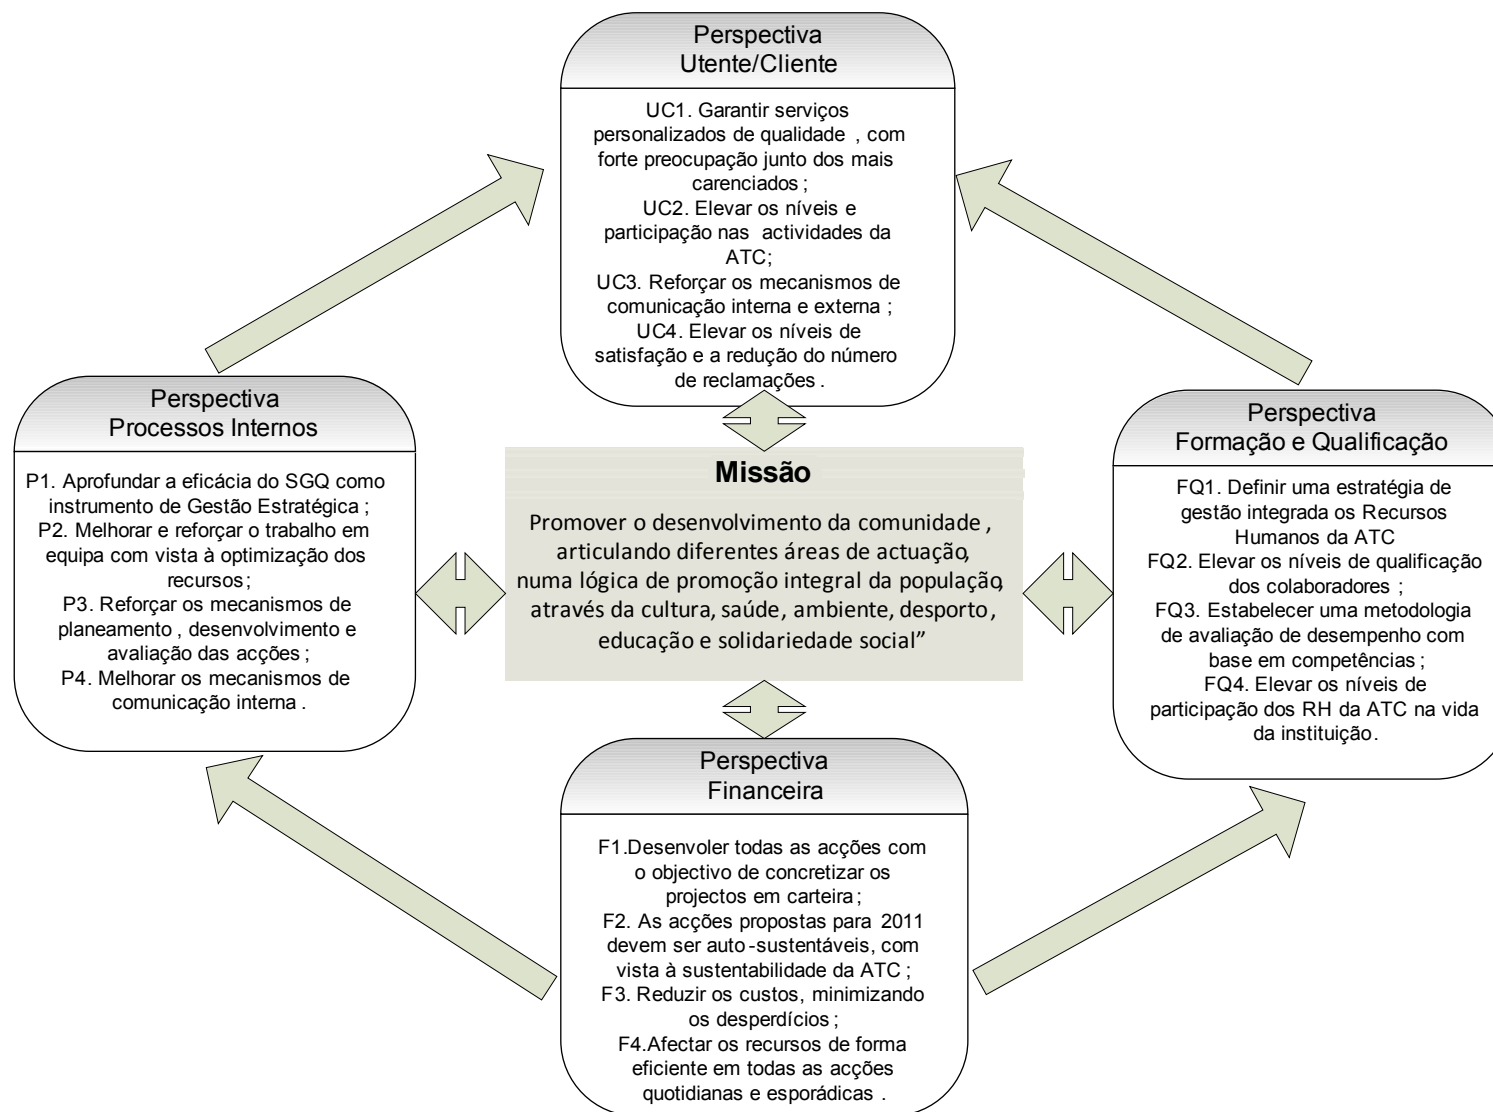 Perspectiva
Utente/Cliente
UC1. Garantir serviços
personalizados de qualidade , com
forte preocupação junto dos mais
carenciados ;
UC2. Elevar os níveis e
participação nas actividades da
ATC;
UC3. Reforçar os mecanismos de
comunicação interna e externa ;
UC4. Elevar os níveis de
satisfação e a redução do número
de reclamações .
Perspectiva
Processos Internos
P1. Aprofundar a eficácia do SGQ como
instrumento de Gestão Estratégica ;
P2. Melhorar e reforçar o trabalho em
equipa com vista à optimização dos
recursos;
P3. Reforçar os mecanismos de
planeamento , desenvolvimento e
avaliação das acções ;
P4. Melhorar os mecanismos de
comunicação interna .
Missão
Promover o desenvolvimento da comunidade ,
articulando diferentes áreas de actuação,
numa lógica de promoção integral da população,
através da cultura, saúde, ambiente, desporto ,
educação e solidariedade social”
Perspectiva
Formação e Qualificação
FQ1. Definir uma estratégia de
gestão integrada os Recursos
Humanos da ATC
FQ2. Elevar os níveis de qualificação
dos colaboradores ;
FQ3. Estabelecer uma metodologia
de avaliação de desempenho com
base em competências ;
FQ4. Elevar os níveis de
participação dos RH da ATC na vida
da instituição.
Perspectiva
Financeira
F1.Desenvoler todas as acções com
o objectivo de concretizar os
projectos em carteira ;
F2. As acções propostas para 2011
devem ser auto -sustentáveis, com
vista à sustentabilidade da ATC ;
F3. Reduzir os custos, minimizando
os desperdícios ;
F4.Afectar os recursos de forma
eficiente em todas as acções
quotidianas e esporádicas .